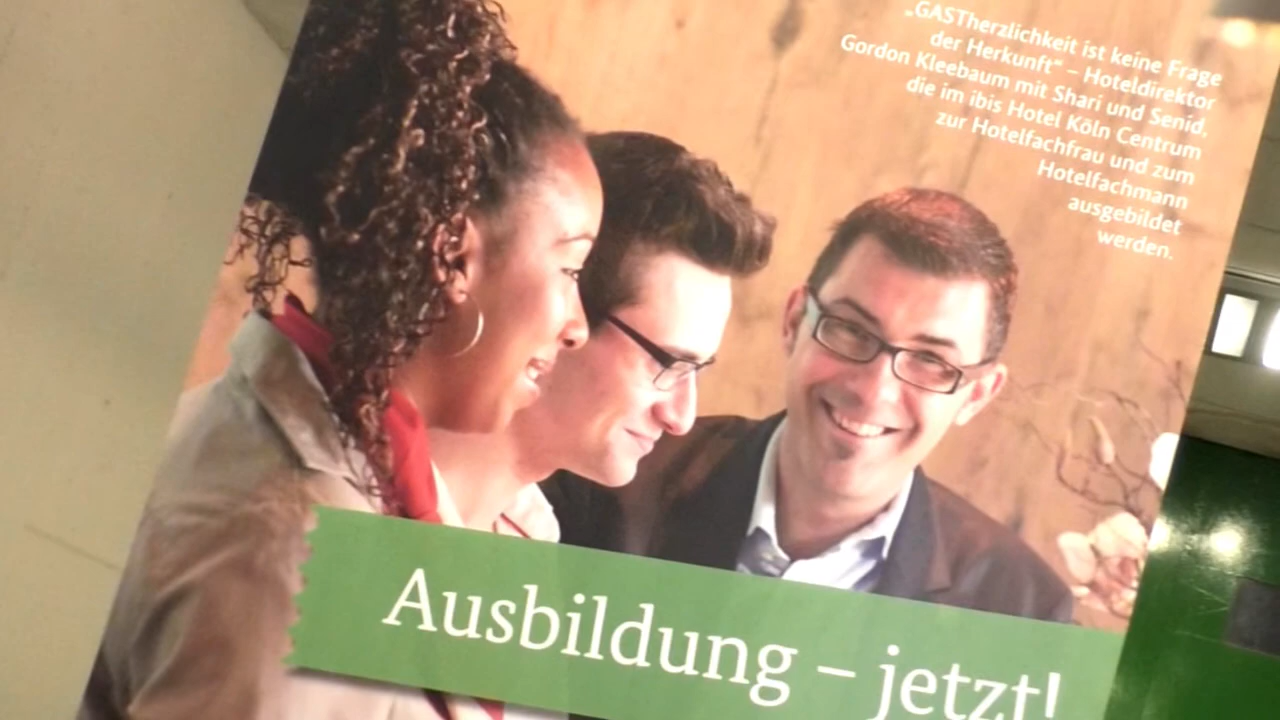 „GASTherzlichkeit ist keine Frage
der Herkunft“ – Hoteldirektor
Gordon Kleebaum mit Shari und Senid,
die im ibis Hotel Köln Centrum
zur Hotelfachfrau und zum
Hotelfachmann
ausgebildet
werden.
Ausbildung – jetzt!